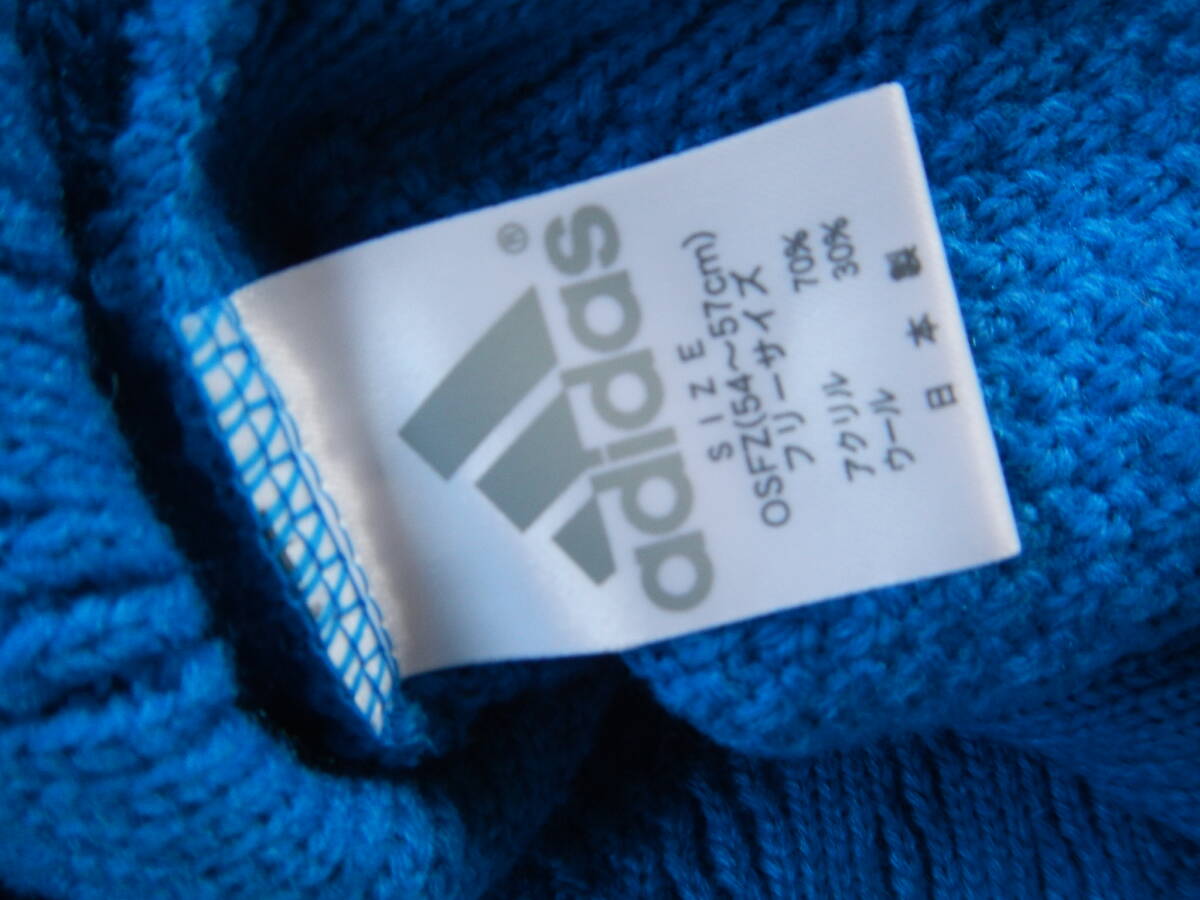 adidas®
SIZE
OSFZ(54～57cm)
フリーサイズ
アクリル 70%
ウール 30%
日本製